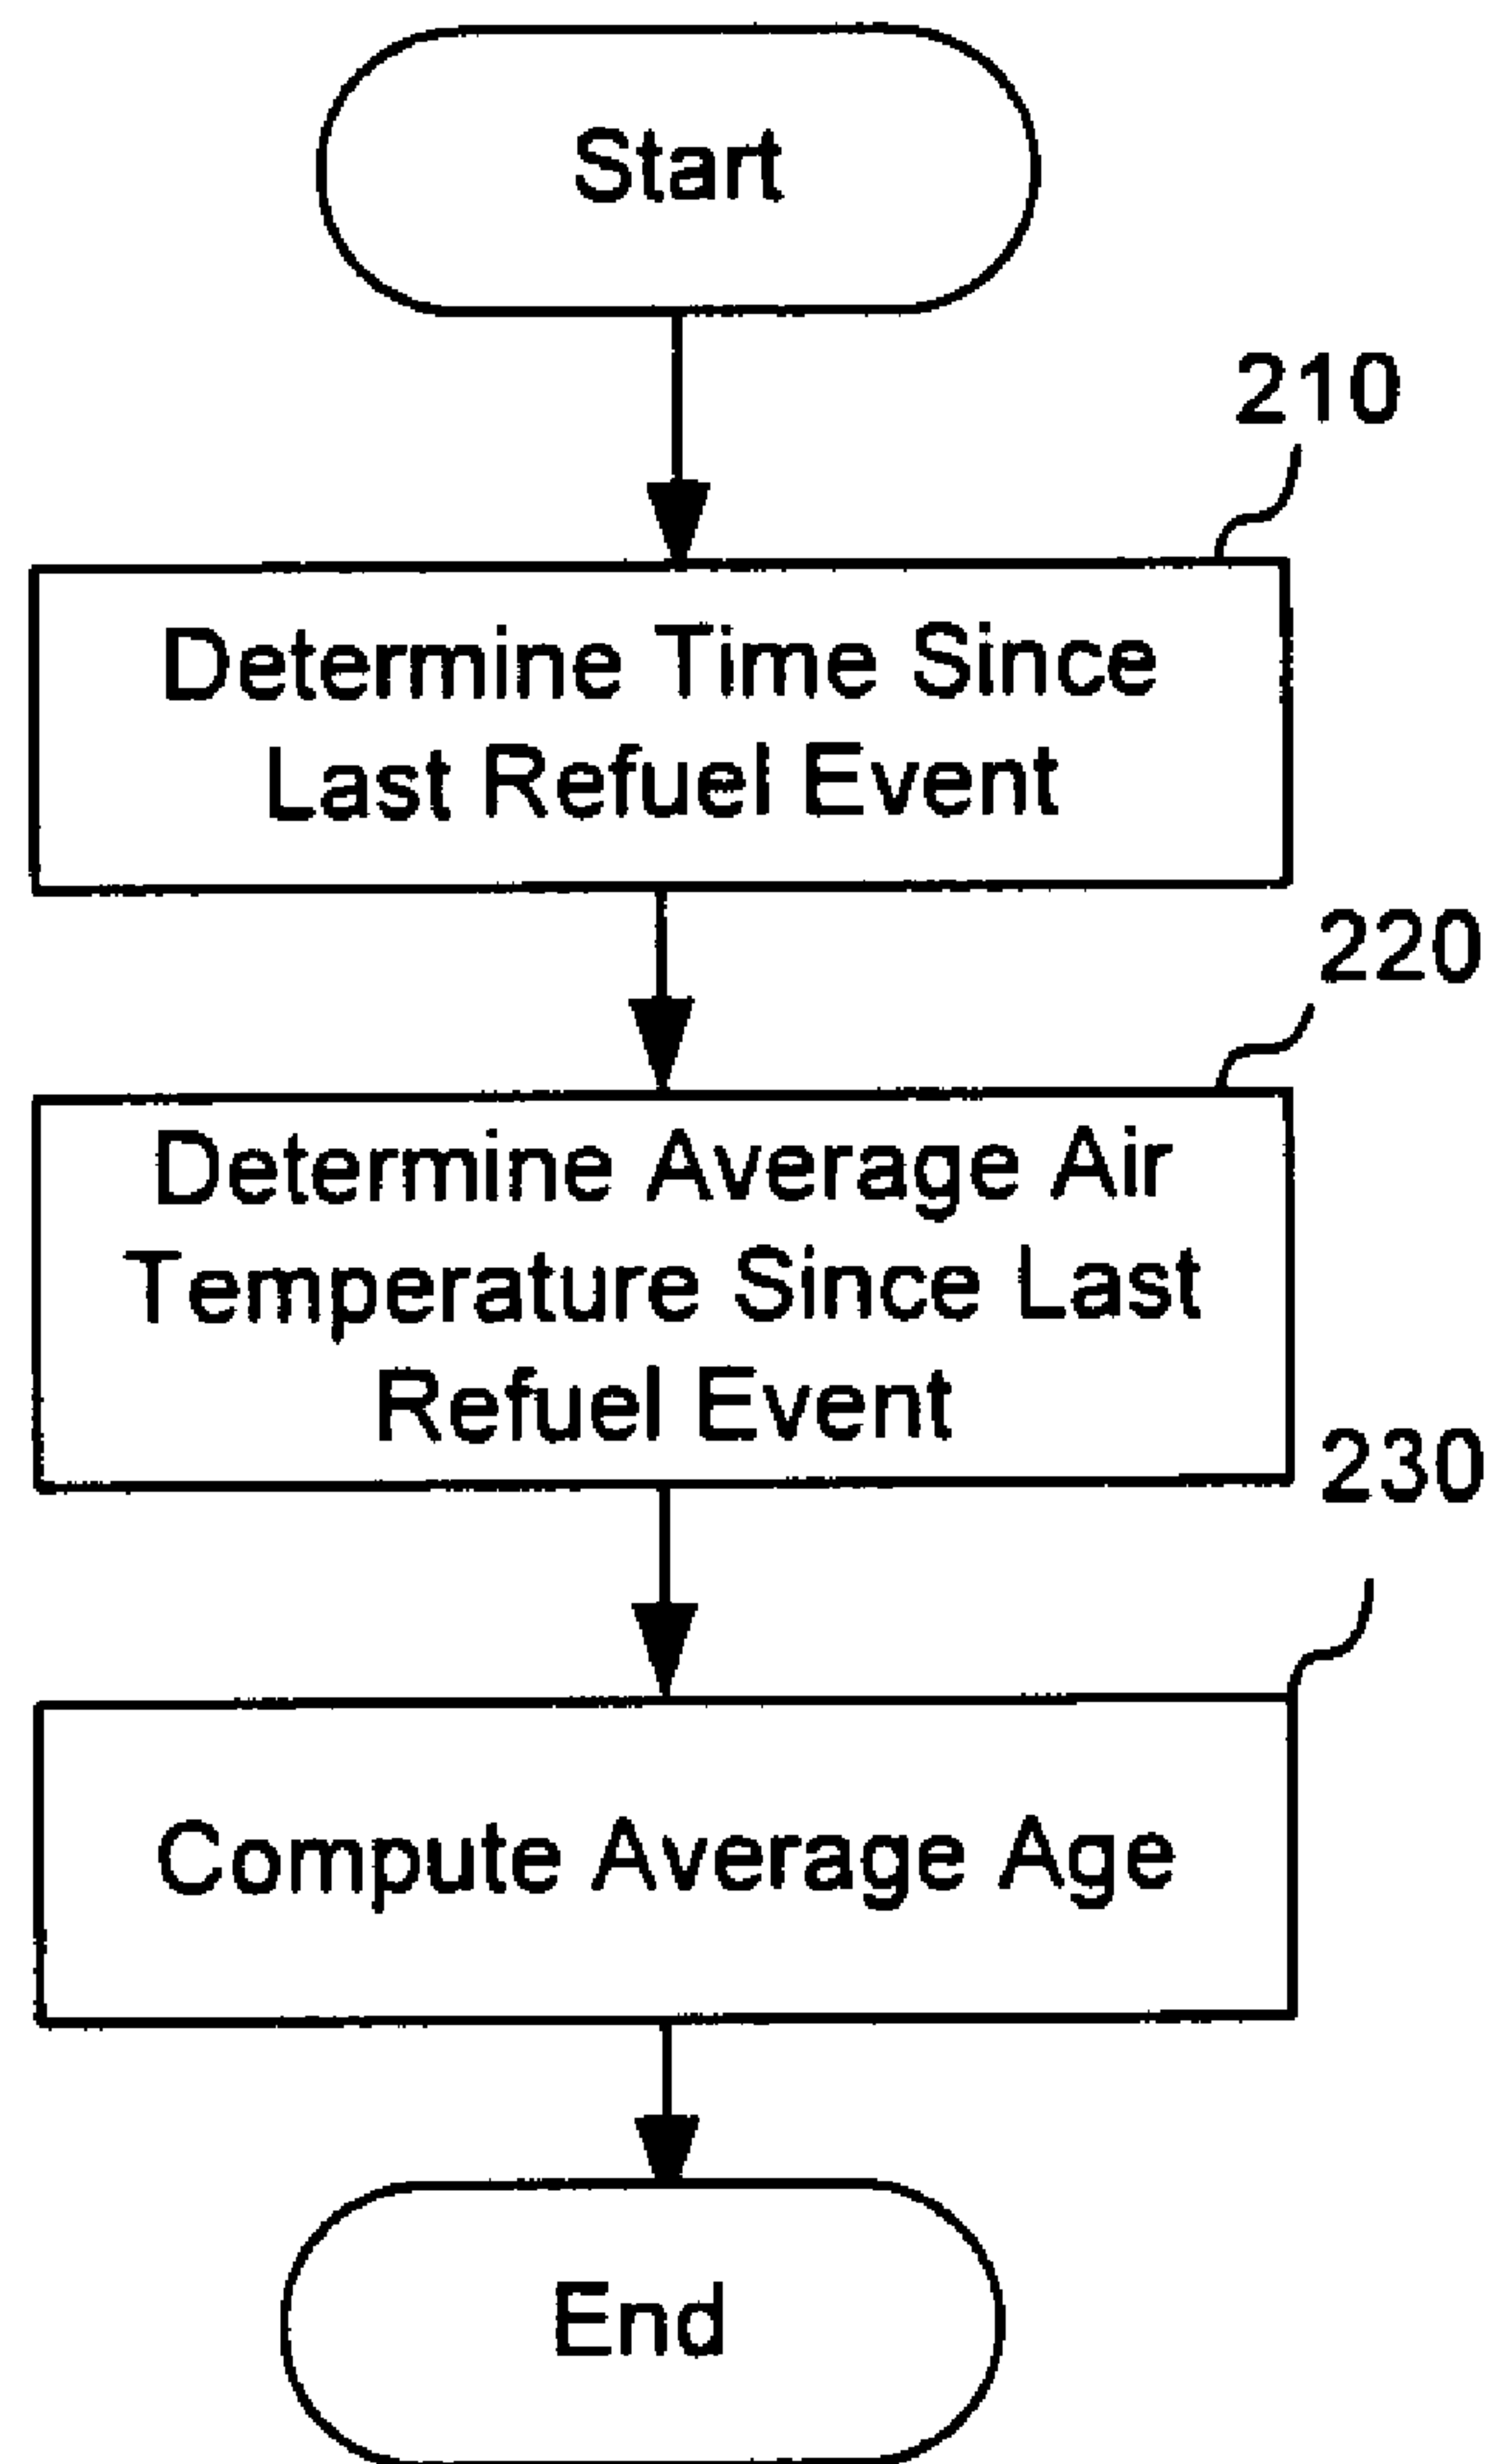 Start
210
Determine Time Since
Last Refuel Event
220
Determine Average Air
Temperature Since Last
Refuel Event
230
Compute Average Age
End